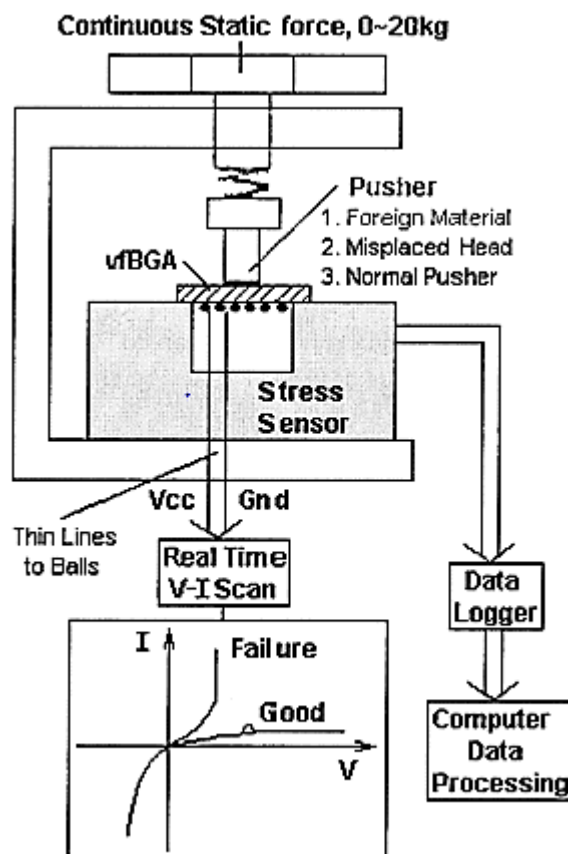 Continuous Static force, 0~20kg
Pusher
1. Foreign Material
2. Misplaced Head
3. Normal Pusher
vfBGA
Stress
Sensor
Vcc Gnd
Thin Lines
to Balls
Real Time
V-I Scan
Data
Logger
I
Failure
Good
V
Computer
Data
Processing